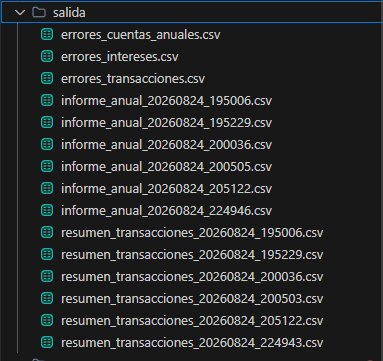 salida
errores_cuentas_anuales.csv
errores_intereses.csv
errores_transacciones.csv
informe_anual_20260824_195006.csv
informe_anual_20260824_195229.csv
informe_anual_20260824_200036.csv
informe_anual_20260824_200505.csv
informe_anual_20260824_205122.csv
informe_anual_20260824_224946.csv
resumen_transacciones_20260824_195006.csv
resumen_transacciones_20260824_195229.csv
resumen_transacciones_20260824_200036.csv
resumen_transacciones_20260824_200503.csv
resumen_transacciones_20260824_205122.csv
resumen_transacciones_20260824_224943.csv